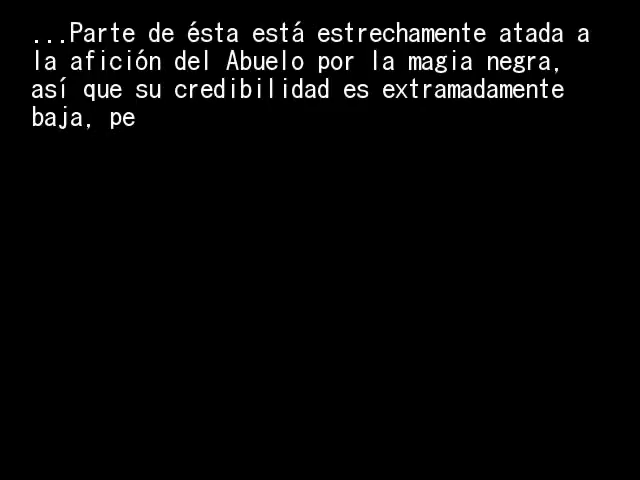 ...Parte de ésta está estrechamente atada a
la afición del Abuelo por la magia negra,
así que su credibilidad es extramadamente
baja, pe